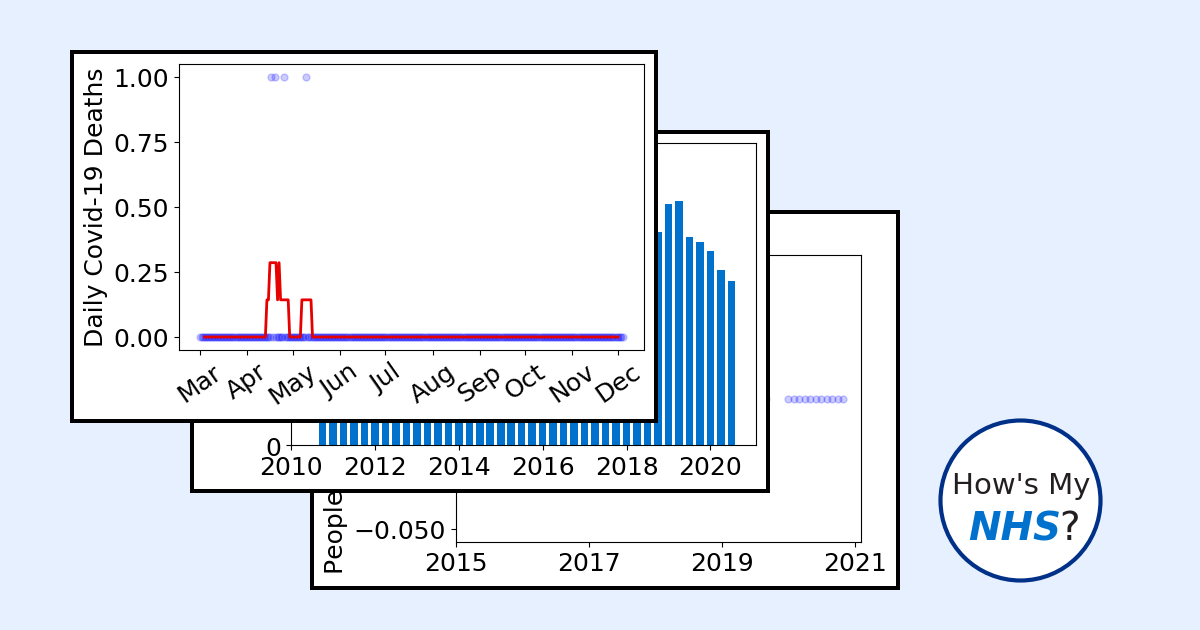 Daily Covid-19 Deaths
1.00
0.75
0.50
0.25
0.00
Mar Apr May Jun Jul Aug Sep Oct Nov Dec
0
2010 2012 2014 2016 2018 2020
People
−0.050
2015 2017 2019 2021
How's My
NHS?